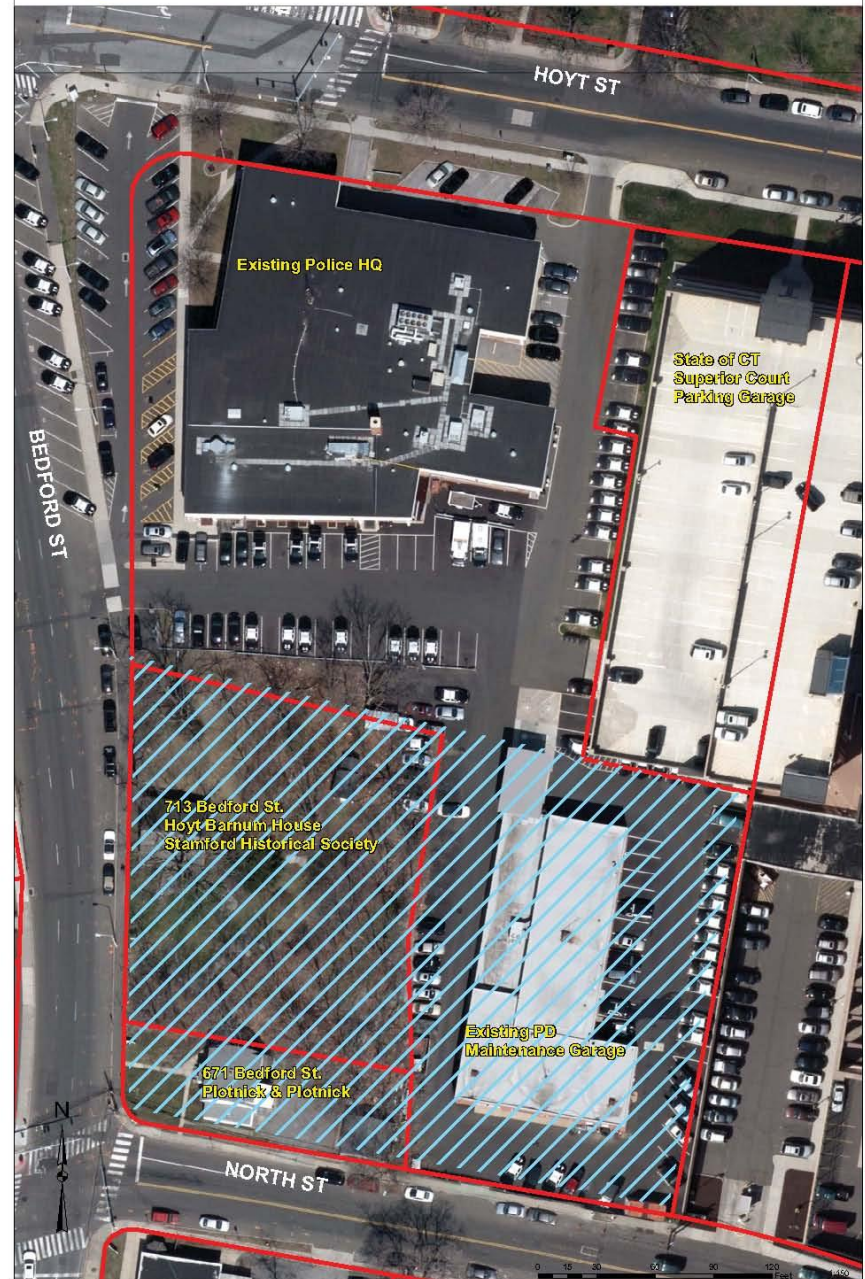 HOYT ST
Existing Police HQ
State of CT
Superior Court
Parking Garage
BEDFORD ST
713 Bedford St.
Hoyt Barnum House
Stamford Historical Society
Existing PD
Maintenance Garage
671 Bedford St.
Plotnick & Plotnick
N
NORTH ST
0 15 30 60 90 120
Feet